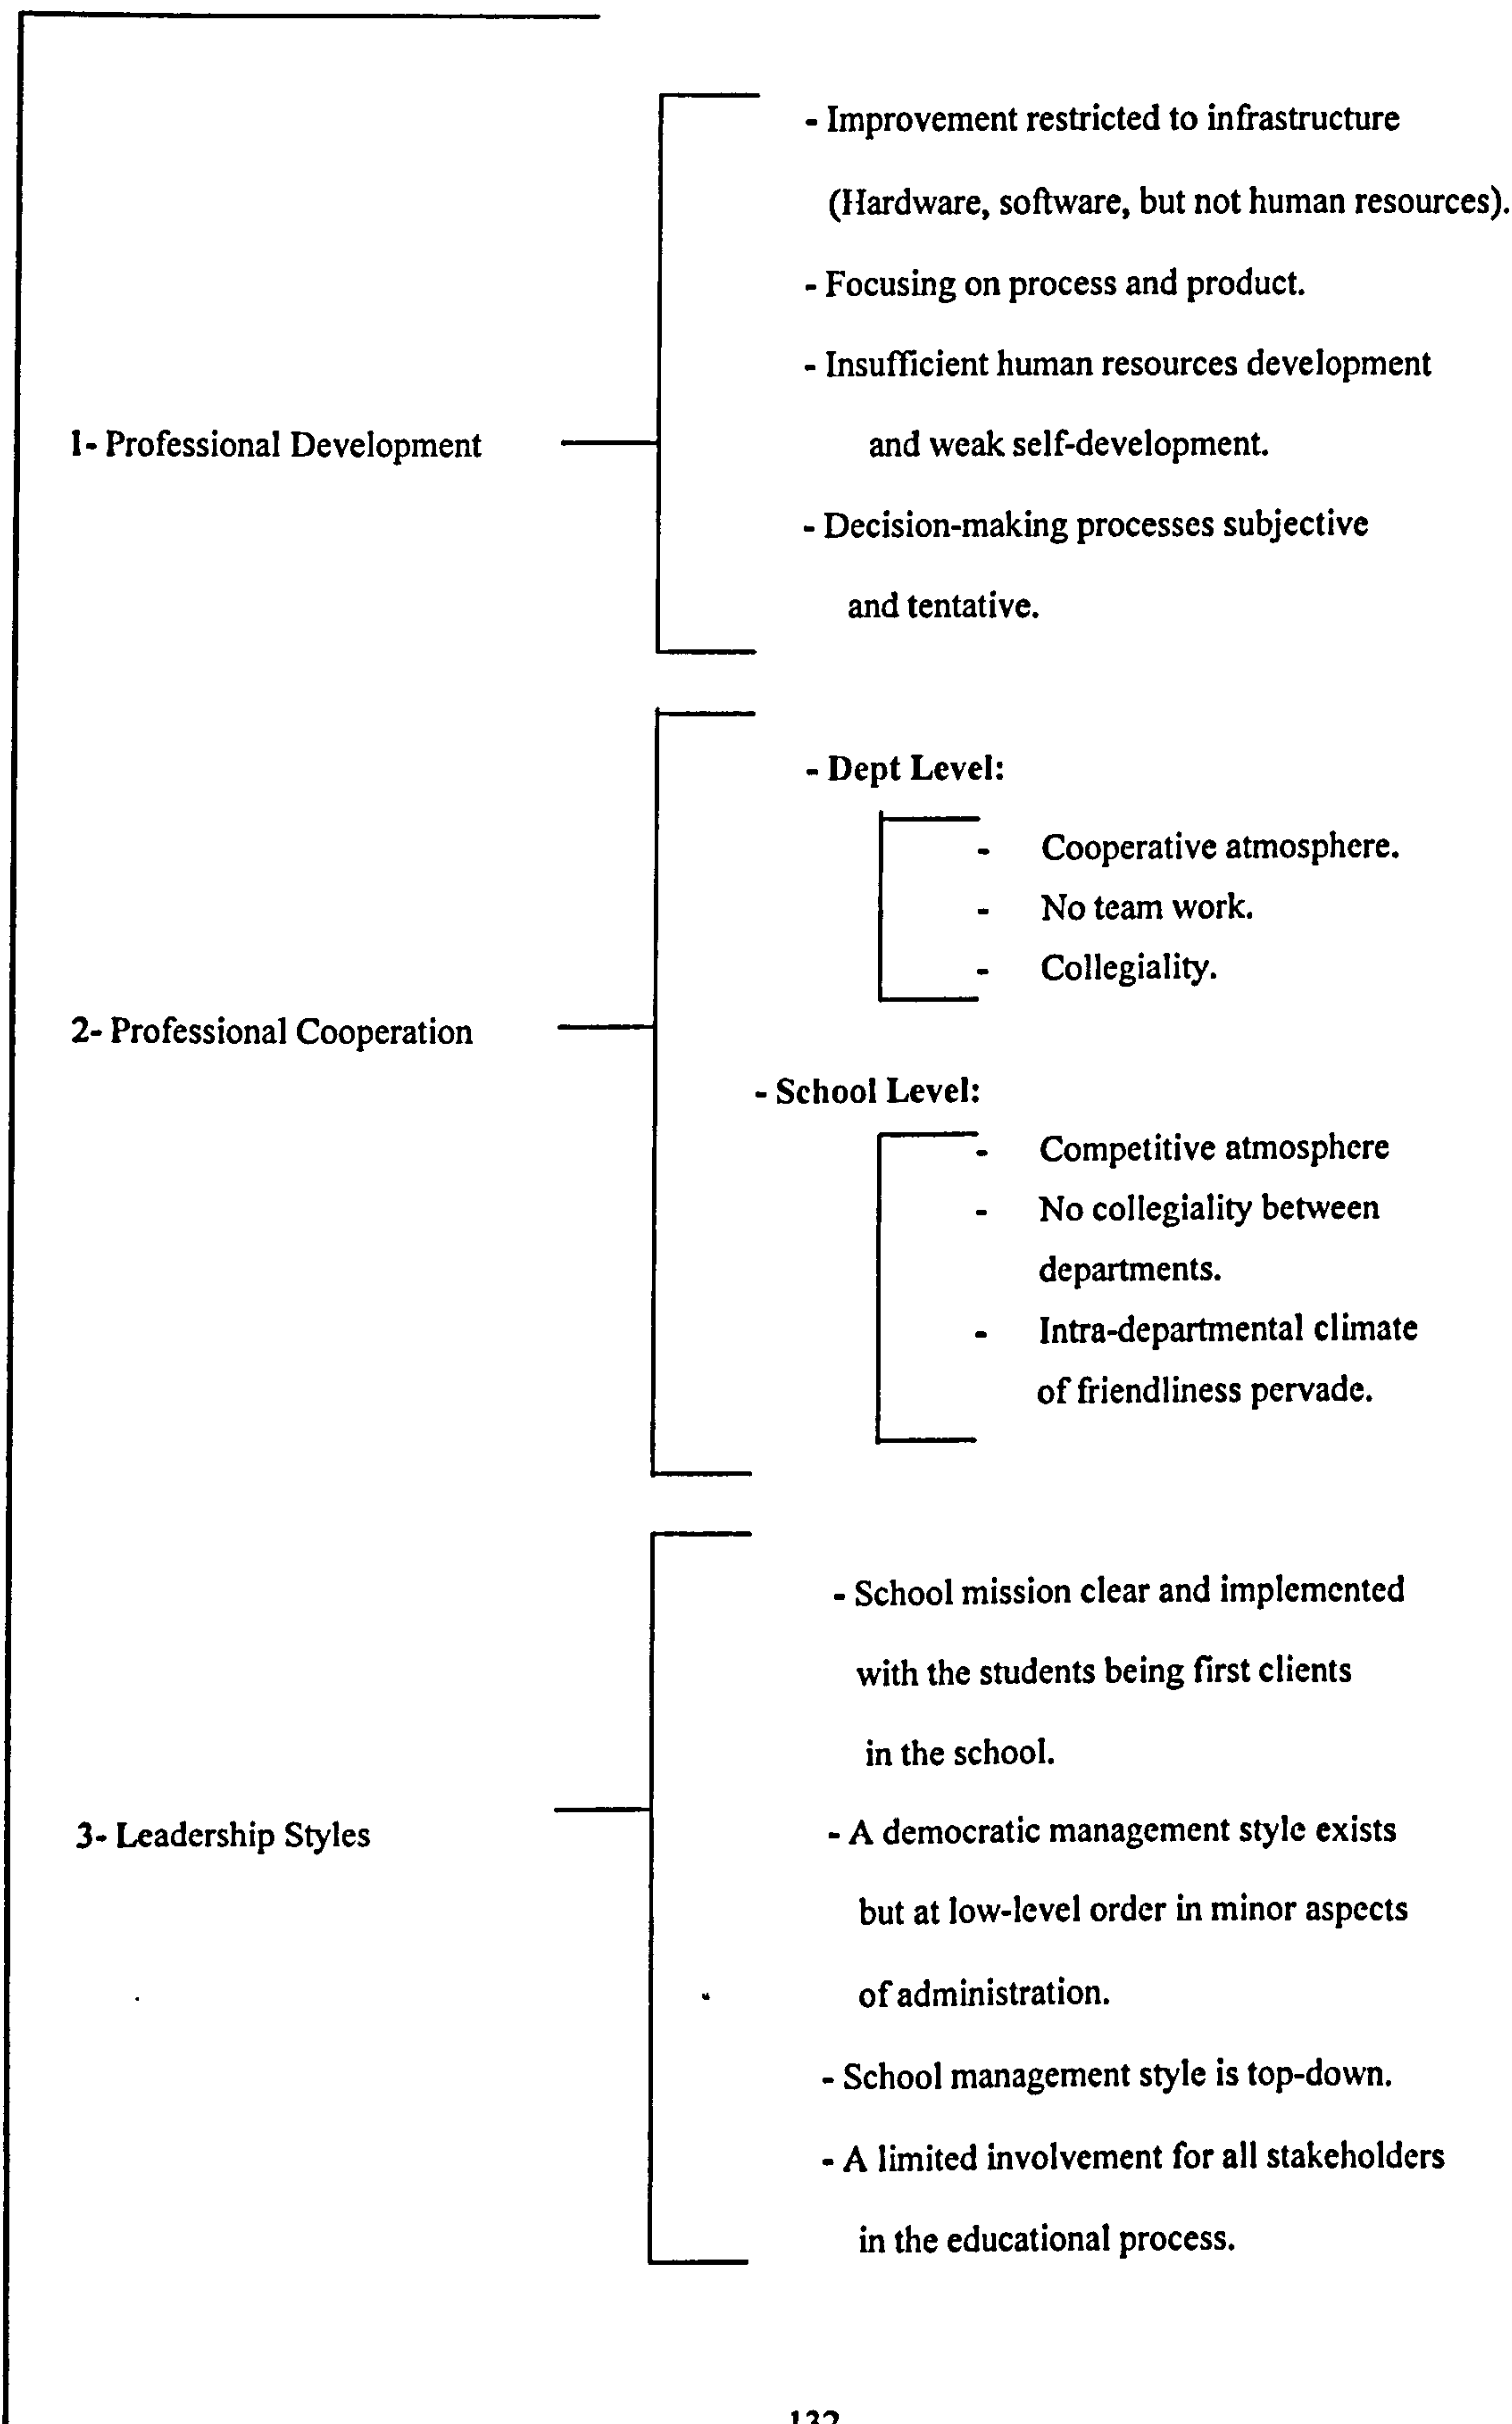 - Improvement restricted to infrastructure
(Hardware, software, but not human resources).
- Focusing on process and product.
- Insufficient human resources development
1- Professional Development
and weak self-development.
- Decision-making processes subjective
and tentative.
- Dept Level:
- Cooperative atmosphere.
- No team work.
- Collegiality.
2- Professional Cooperation
- School Level:
- Competitive atmosphere
- No collegiality between
departments.
- Intra-departmental climate
of friendliness pervade.
- School mission clear and implemented
with the students being first clients
in the school.
3- Leadership Styles
- A democratic management style exists
but at low-level order in minor aspects
of administration.
- School management style is top-down.
- A limited involvement for all stakeholders
in the educational process.
132